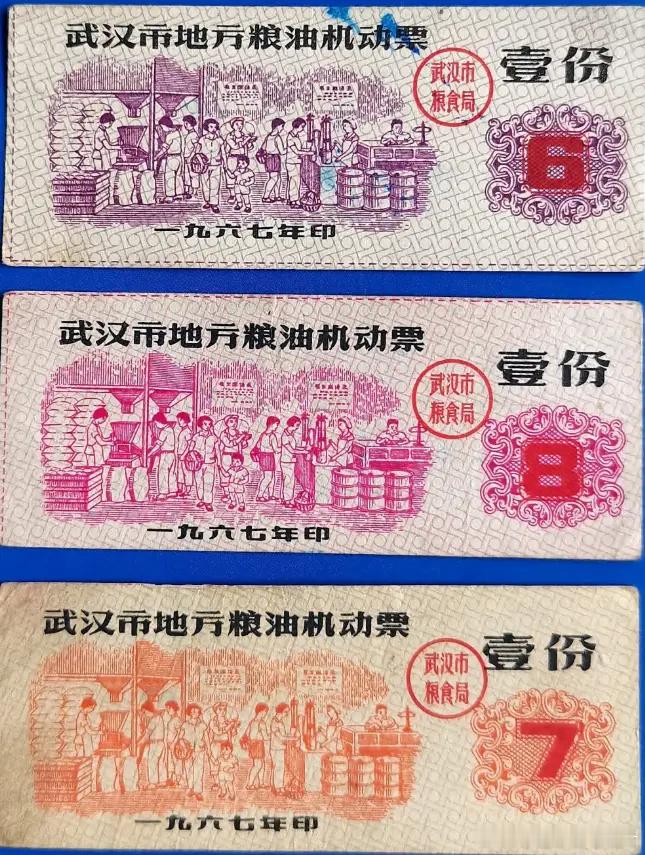 武汉市地方粮油机动票
武汉市
粮食局
壹份
6
一九六七年印
武汉市地方粮油机动票
武汉市
粮食局
壹份
8
一九六七年印
武汉市地方粮油机动票
武汉市
粮食局
壹份
7
一九六七年印